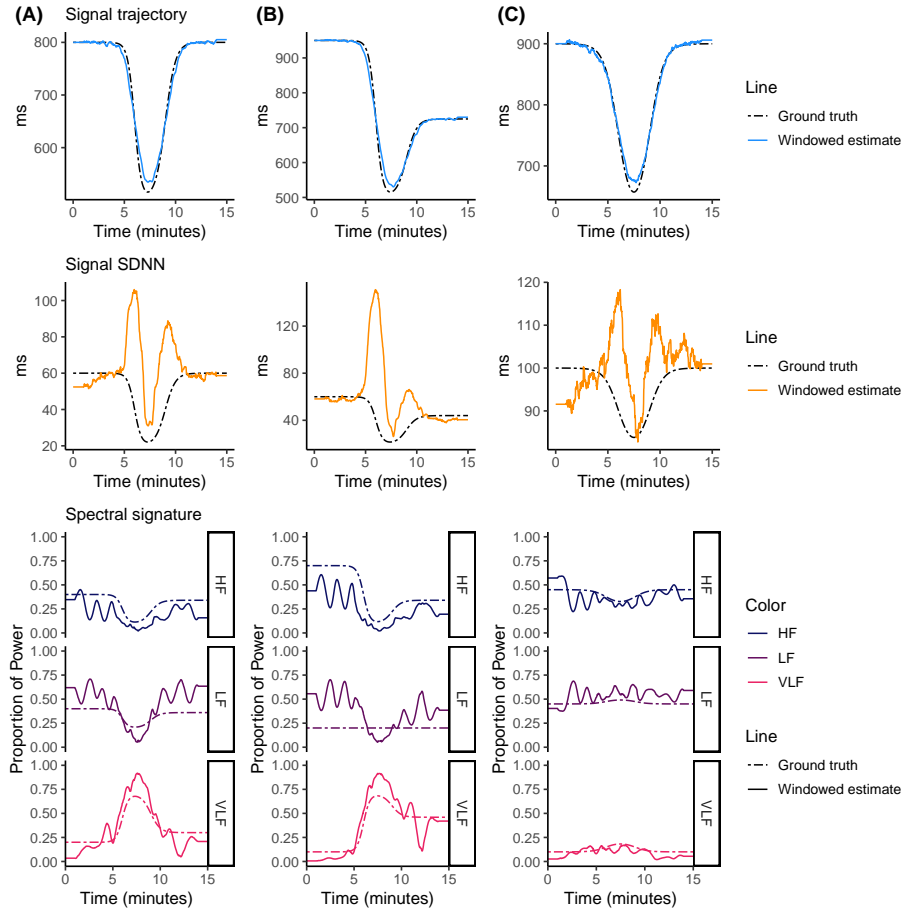 (A) (B) (C)
Signal trajectory
800
600
ms
0 5 10 15
Time (minutes)
900
800
700
600
500
ms
0 5 10 15
Time (minutes)
900
800
700
ms
0 5 10 15
Time (minutes)
Line
Ground truth
Windowed estimate
Signal SDNN
100
80
60
40
20
ms
0 5 10 15
Time (minutes)
120
80
40
ms
0 5 10 15
Time (minutes)
120
110
100
90
ms
0 5 10 15
Time (minutes)
Line
Ground truth
Windowed estimate
Spectral signature
1.00
0.75
0.50
0.25
0.00
HF
1.00
0.75
0.50
0.25
0.00
LF
1.00
0.75
0.50
0.25
0.00
VLF
Proportion of Power
0 5 10 15
Time (minutes)
1.00
0.75
0.50
0.25
0.00
HF
1.00
0.75
0.50
0.25
0.00
LF
1.00
0.75
0.50
0.25
0.00
VLF
Proportion of Power
0 5 10 15
Time (minutes)
1.00
0.75
0.50
0.25
0.00
HF
1.00
0.75
0.50
0.25
0.00
LF
1.00
0.75
0.50
0.25
0.00
VLF
Proportion of Power
0 5 10 15
Time (minutes)
Color
HF
LF
VLF
Line
Ground truth
Windowed estimate